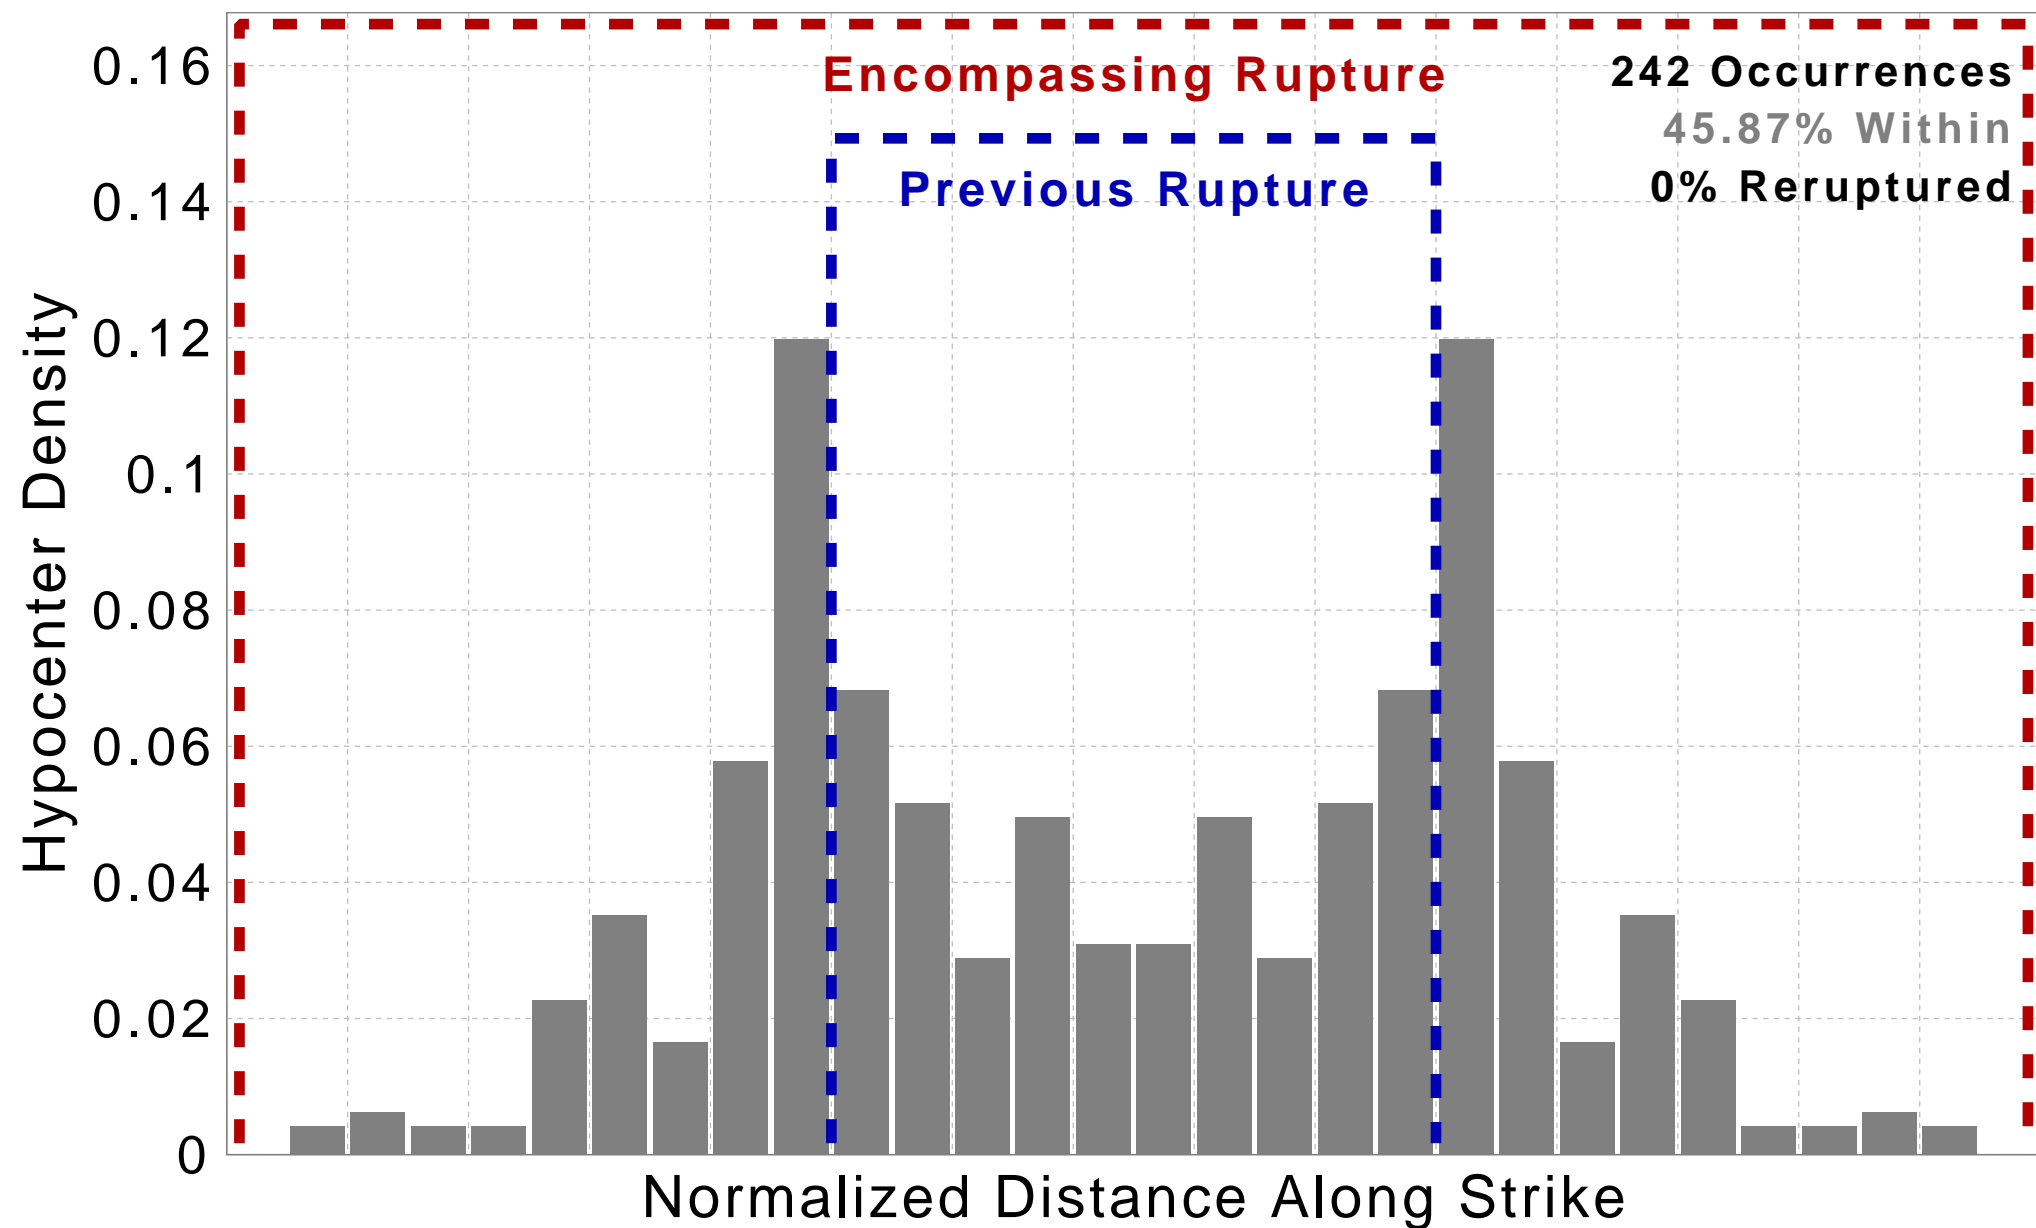 Encompassing Rupture
242 Occurrences
45.87% Within
Previous Rupture
0% Reruptured
Hypocenter Density
0.16
0.14
0.12
0.1
0.08
0.06
0.04
0.02
0
Normalized Distance Along Strike